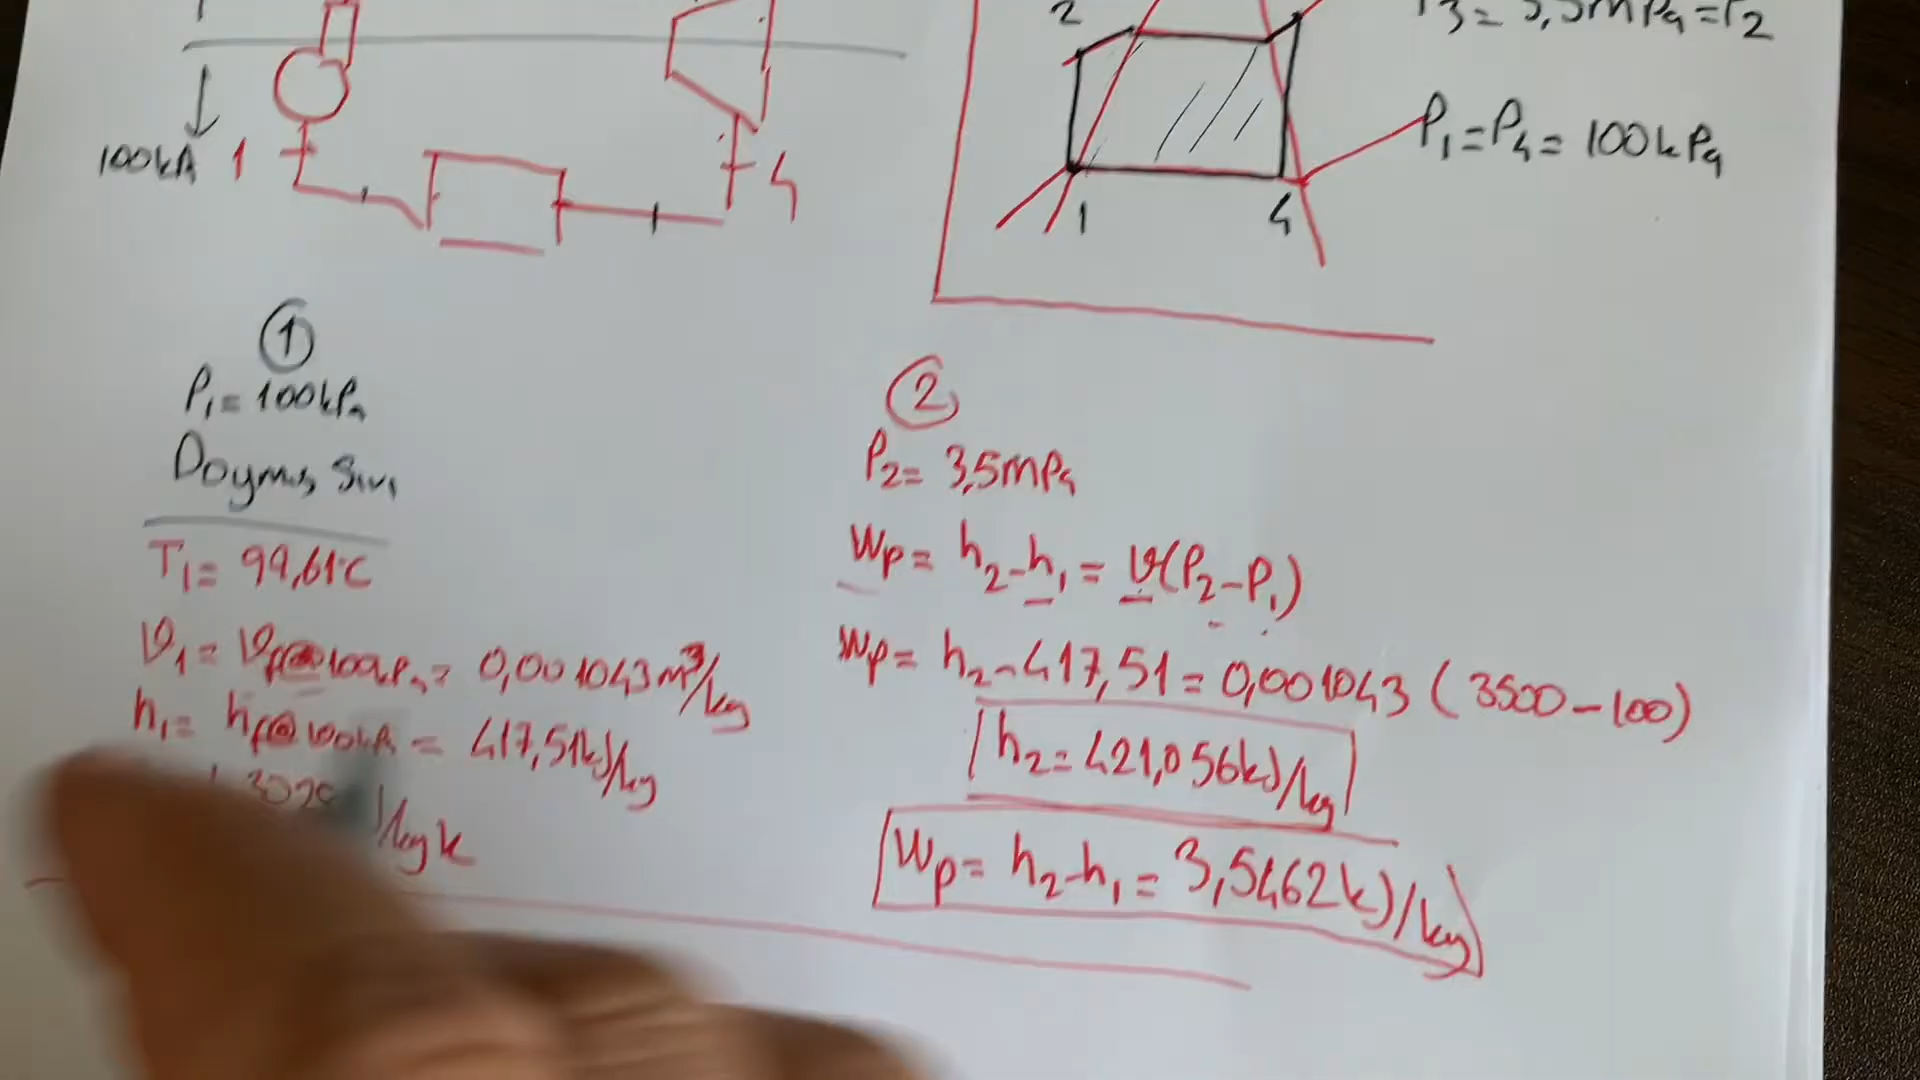 100kPa 1
4
2
P3 = 3,5mPa = P2
P1 = P4 = 100kPa
1
4
1
P1 = 100kPa
Doymuş Sıvı
T1 = 99,61°C
v1 = vf@100kPa = 0,001043 m³/kg
h1 = hf@100kPa = 417,51kJ/kg
/kgK
2
P2 = 3,5mPa
Wp = h2 - h1 = v(P2 - P1)
Wp = h2 - 417,51 = 0,001043 (3500 - 100)
h2 = 421,056kJ/kg
Wp = h2 - h1 = 3,5462kJ/kg